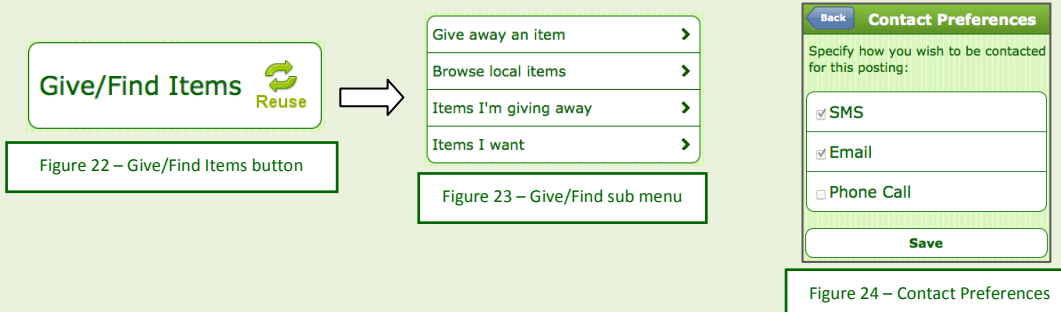 Give/Find Items
Reuse
Figure 22 – Give/Find Items button
Give away an item
Browse local items
Items I'm giving away
Items I want
Figure 23 – Give/Find sub menu
Back Contact Preferences
Specify how you wish to be contacted
for this posting:
SMS
Email
Phone Call
Save
Figure 24 – Contact Preferences